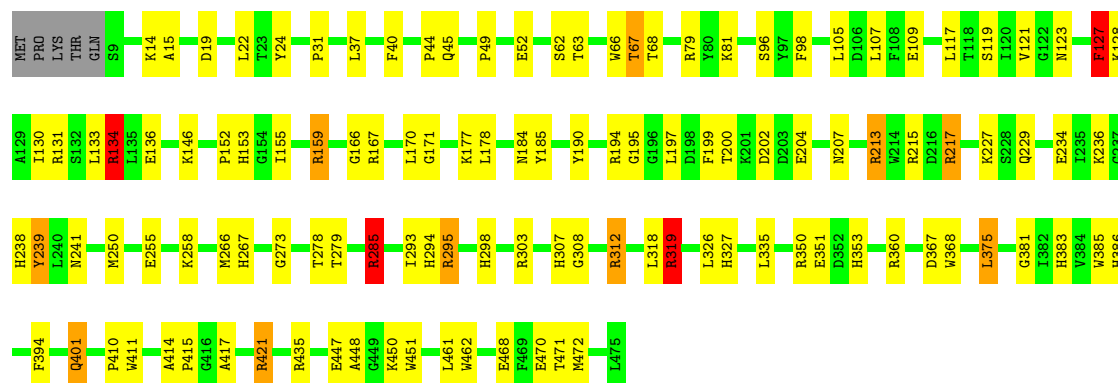 MET PRO LYS THR GLN S9 K14 A15 D19 L22 T23 Y24 P31 L37 F40 P44 Q45 P49 E52 S62 T63 W66 T67 T68 R79 Y80 K81 S96 Y97 F98 L105 D106 L107 F108 E109 L117 T118 S119 I120 V121 G122 N123 F127 K128
A129 I130 R131 S132 L133 R134 L135 E136 K146 P152 H153 G154 I155 R159 G166 R167 L170 G171 K177 L178 N184 Y185 Y190 R194 G195 G196 L197 D198 F199 T200 K201 D202 D203 E204 N207 R213 W214 R215 D216 R217 K227 S228 Q229 E234 I235 K236 G237
H238 Y239 L240 N241 M250 E255 K258 M266 H267 G273 T278 T279 R285 I293 H294 R295 H298 R303 H307 G308 R312 L318 R319 L326 H327 L335 R350 E351 D352 H353 R360 D367 W368 L375 G381 I382 H383 V384 W385 H386
F394 Q401 P410 W411 A414 P415 G416 A417 R421 R435 E447 A448 G449 K450 W451 L461 W462 E468 F469 E470 T471 M472 L475